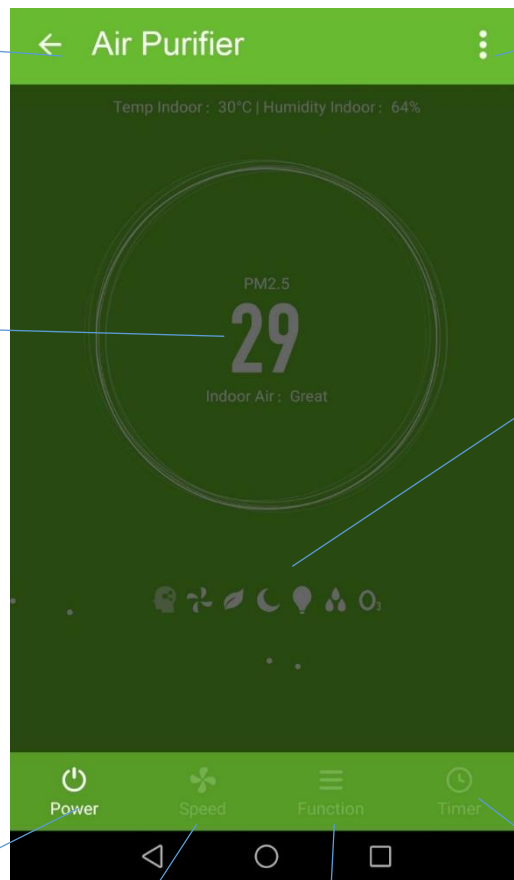 Air Purifier
Temp Indoor : 30°C | Humidity Indoor : 64%
PM2.5
29
Indoor Air : Great
O₃
Power Speed Function Timer